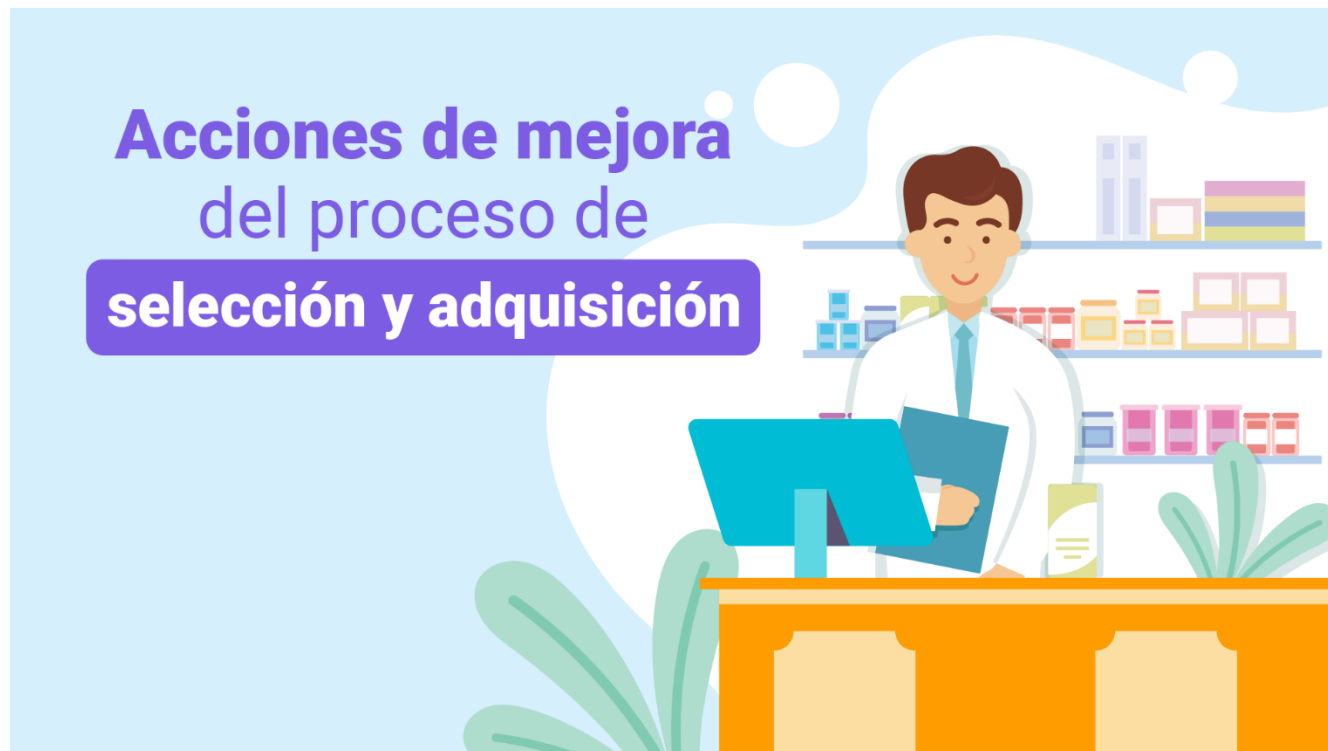 Acciones de mejora
del proceso de
selección y adquisición